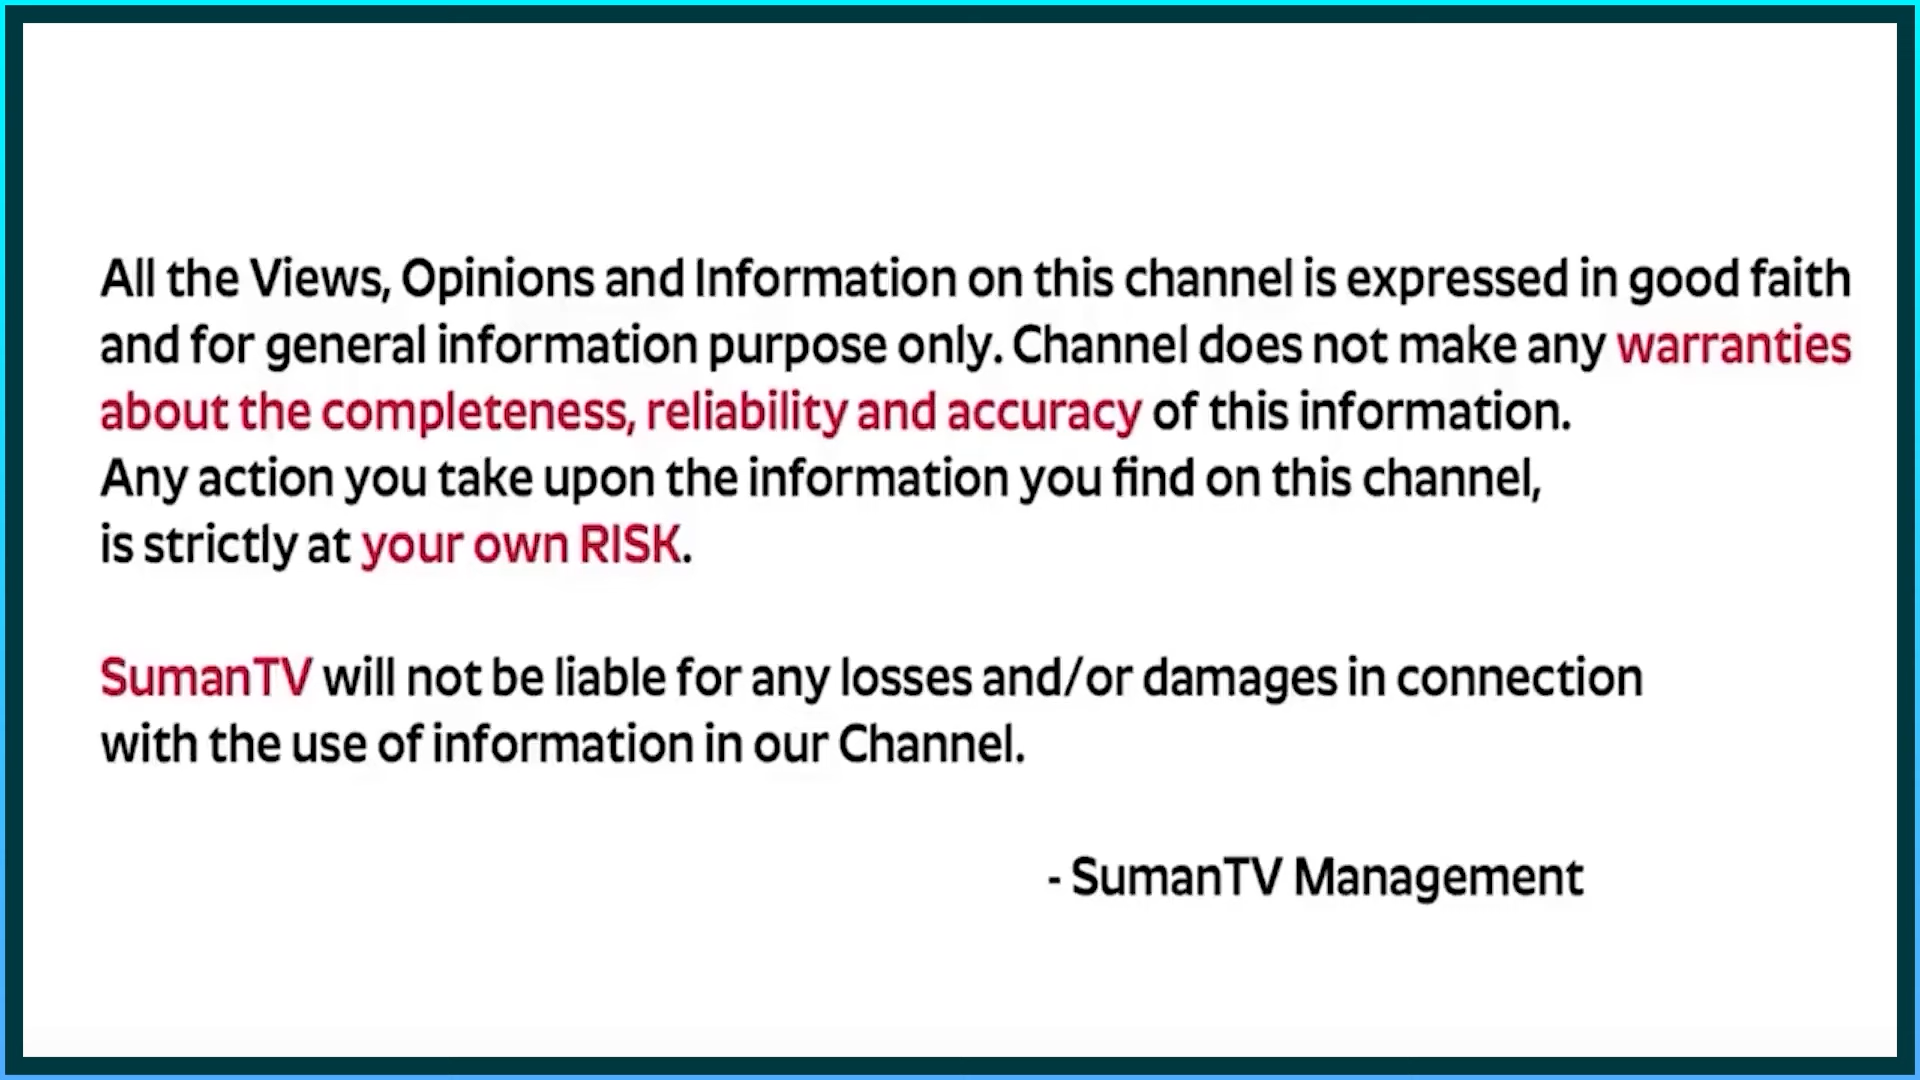 All the Views, Opinions and Information on this channel is expressed in good faith
and for general information purpose only. Channel does not make any warranties
about the completeness, reliability and accuracy of this information.
Any action you take upon the information you find on this channel,
is strictly at your own RISK.
SumanTV will not be liable for any losses and/or damages in connection
with the use of information in our Channel.
- SumanTV Management